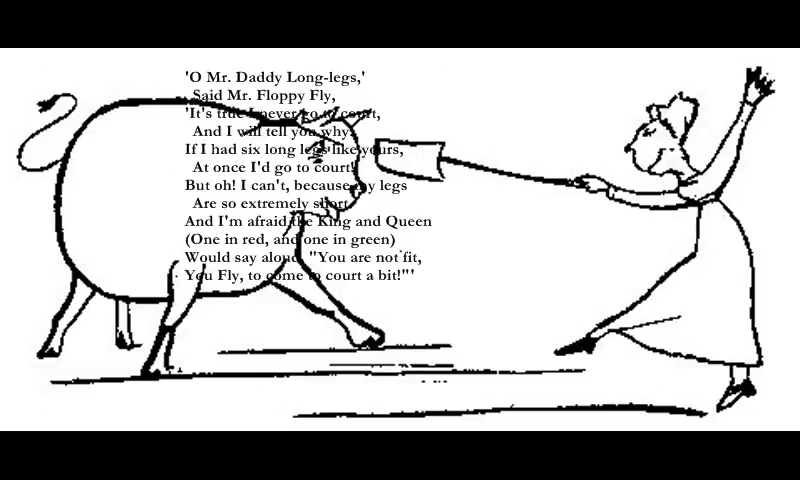 'O Mr. Daddy Long-legs,'
Said Mr. Floppy Fly,
'It's true I never go to court,
And I will tell you why.
If I had six long legs like yours,
At once I'd go to court!
But oh! I can't, because my legs
Are so extremely short.
And I'm afraid the King and Queen
(One in red, and one in green)
Would say aloud, "You are not fit,
You Fly, to come to court a bit!"'